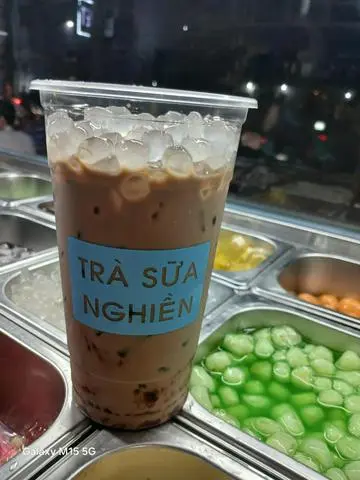 TRÀ SỮA
NGHIỀN
Galaxy M15 5G